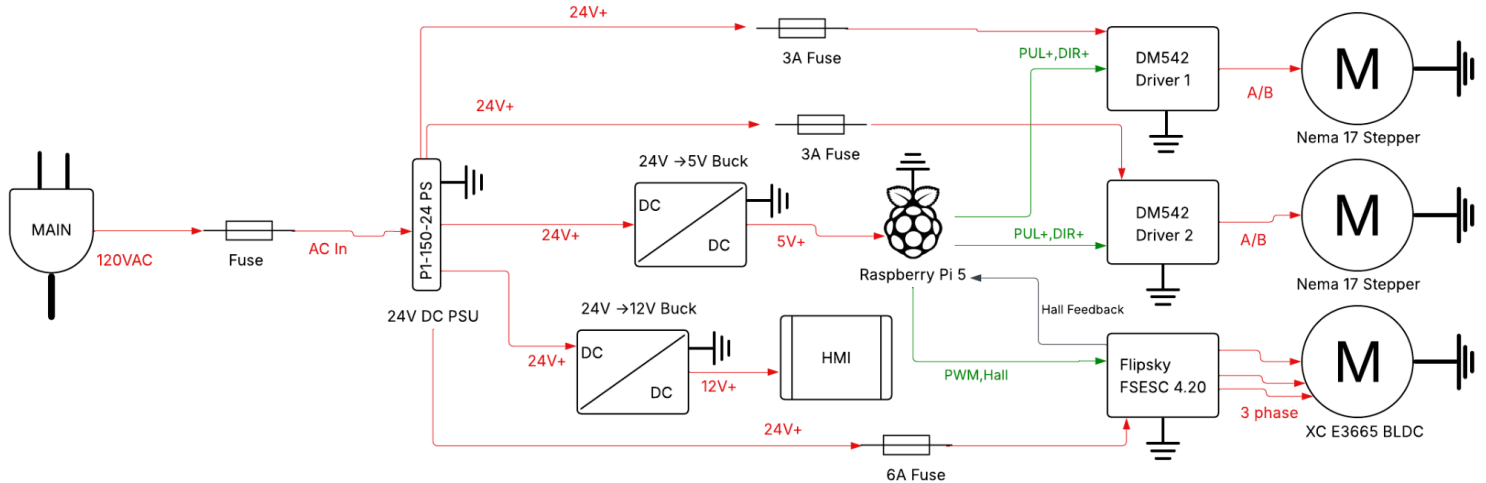 24V+
3A Fuse
PUL+,DIR+
DM542
Driver 1
A/B
M
Nema 17 Stepper
24V+
3A Fuse
24V →5V Buck
MAIN
120VAC
Fuse
AC In
P1-150-24 PS
24V DC PSU
24V+
DC
DC
5V+
Raspberry Pi 5
PUL+,DIR+
DM542
Driver 2
A/B
M
Nema 17 Stepper
24V →12V Buck
24V+
DC
DC
12V+
HMI
Hall Feedback
PWM,Hall
Flipsky
FSESC 4.20
3 phase
M
XC E3665 BLDC
24V+
6A Fuse